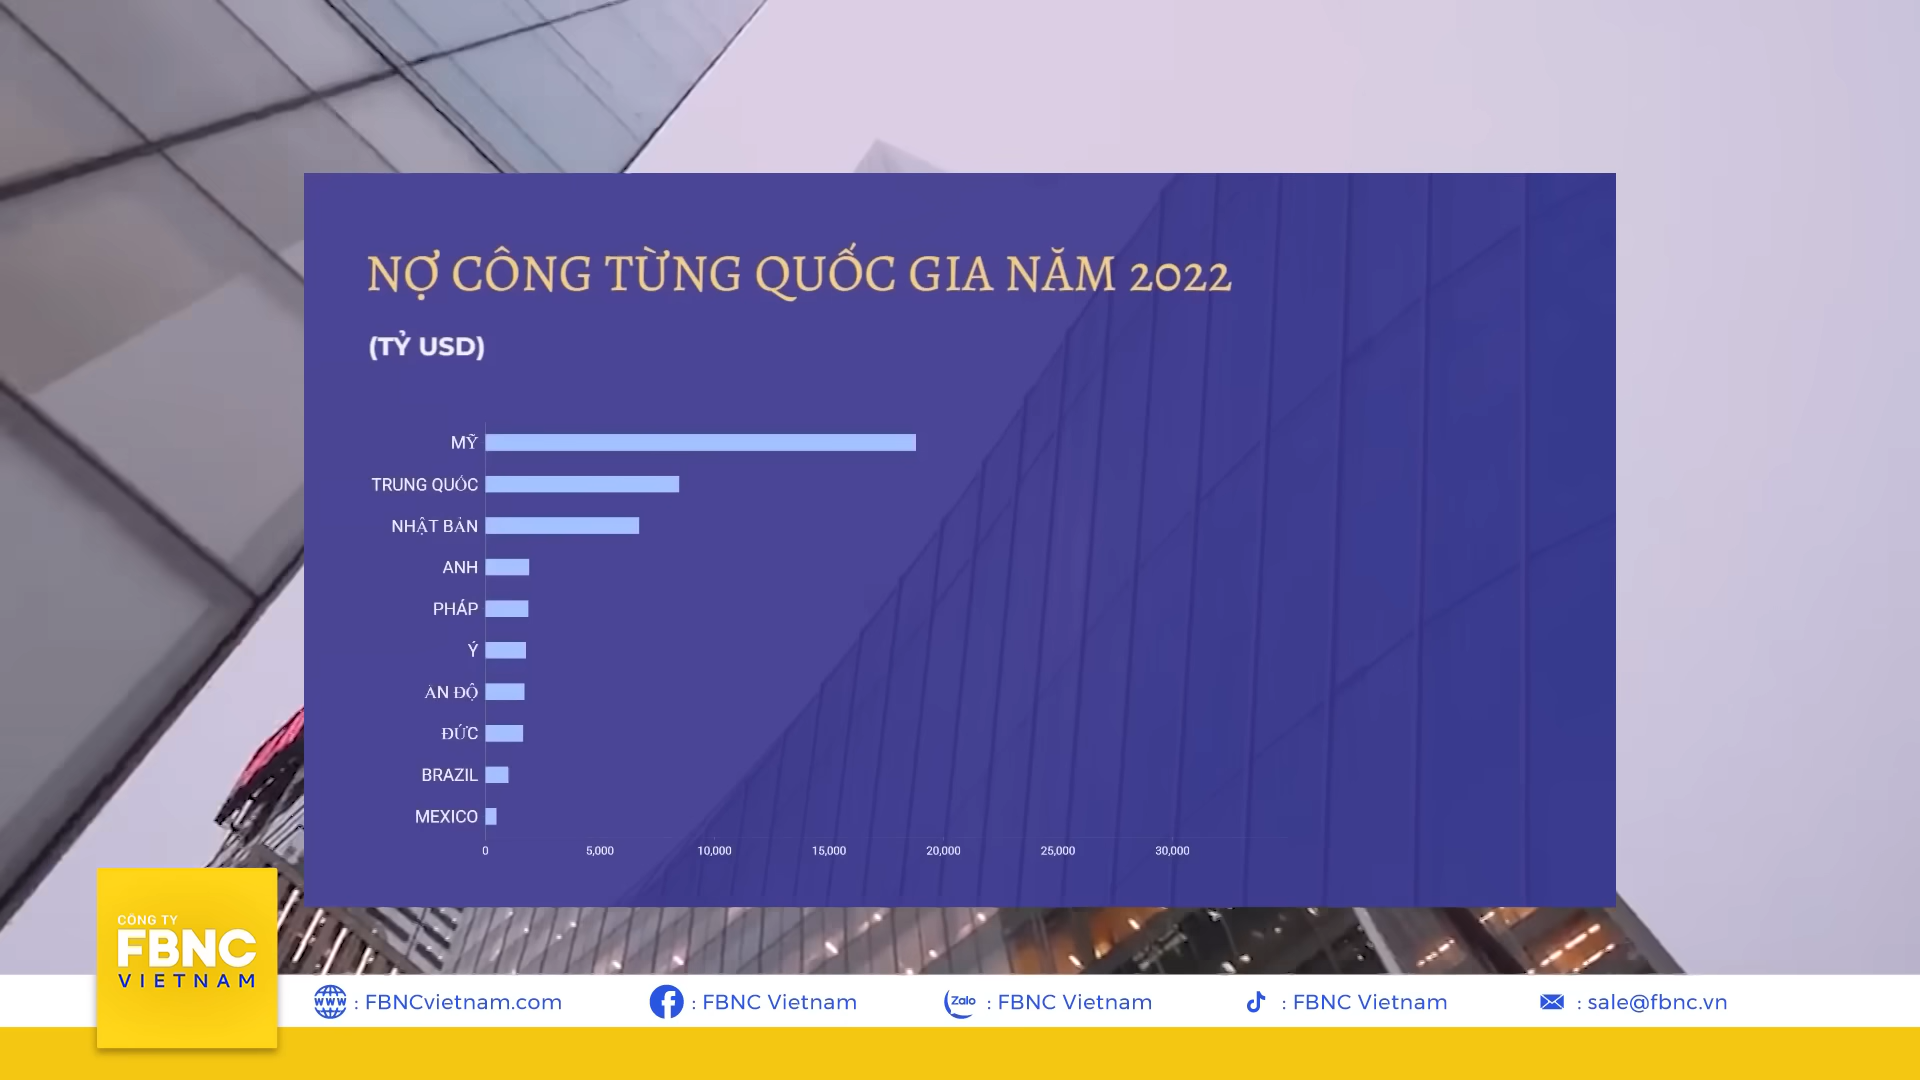 NỢ CÔNG TỪNG QUỐC GIA NĂM 2022
(TỶ USD)
MỸ
TRUNG QUỐC
NHẬT BẢN
ANH
PHÁP
Ý
ẤN ĐỘ
ĐỨC
BRAZIL
MEXICO
0 5,000 10,000 15,000 20,000 25,000 30,000
CÔNG TY
FBNC
VIETNAM
WWW : FBNCvietnam.com
: FBNC Vietnam
Zalo : FBNC Vietnam
: FBNC Vietnam
: sale@fbnc.vn